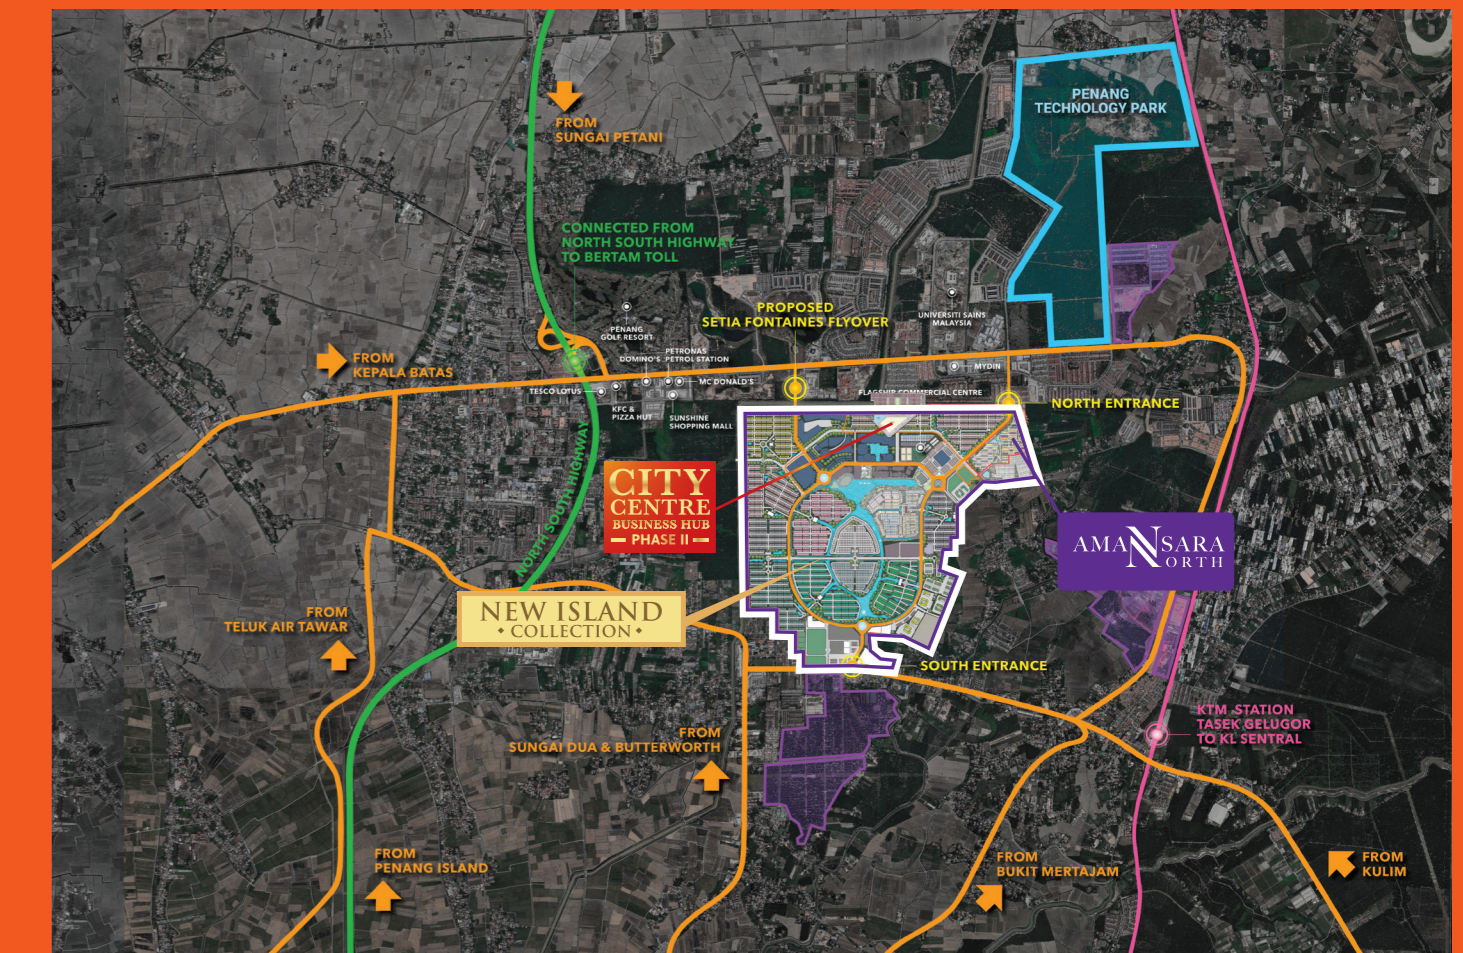 PENANG
TECHNOLOGY PARK
FROM
SUNGAI PETANI
CONNECTED FROM
NORTH SOUTH HIGHWAY
TO BERTAM TOLL
PROPOSED
SETIA FONTAINES FLYOVER
UNIVERSITI SAINS
MALAYSIA
PENANG
GOLF RESORT
DOMINO'S
PETRONAS
PETROL STATION
FROM
KEPALA BATAS
TESCO LOTUS
MC DONALD'S
MYDIN
FLAGSHIP COMMERCIAL CENTRE
KFC &
PIZZA HUT
SUNSHINE
SHOPPING MALL
NORTH ENTRANCE
NORTH SOUTH HIGHWAY
CITY
CENTRE
BUSINESS HUB
PHASE II
AMANSARA
NORTH
NEW ISLAND
• COLLECTION •
FROM
TELUK AIR TAWAR
SOUTH ENTRANCE
FROM
SUNGAI DUA & BUTTERWORTH
KTM STATION
TASEK GELUGOR
TO KL SENTRAL
FROM
PENANG ISLAND
FROM
BUKIT MERTAJAM
FROM
KULIM